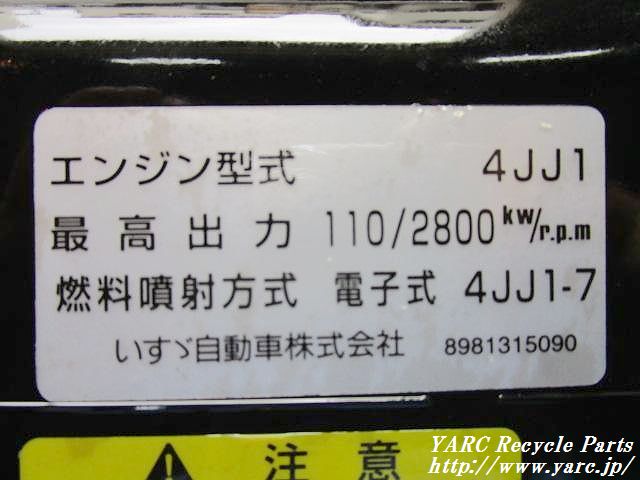 エンジン型式 4JJ1
最高出力 110/2800kw/r.p.m
燃料噴射方式 電子式 4JJ1-7
いすゞ自動車株式会社 8981315090
注意
YARC Recycle Parts
http://www.yarc.jp/